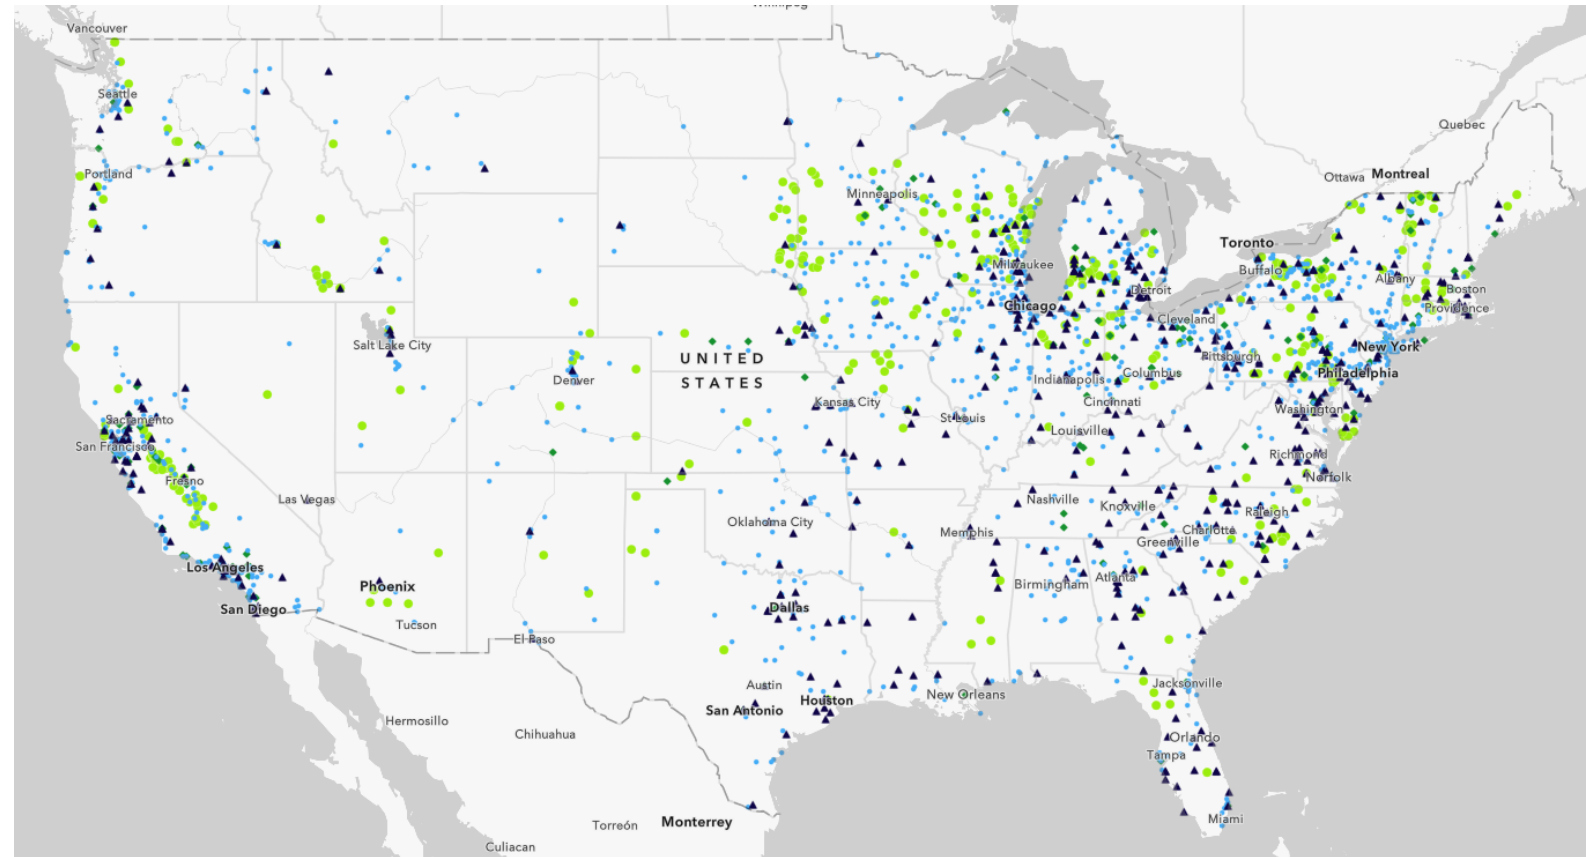 Winnipeg
Vancouver
Seattle
Quebec
Portland
Ottawa
Montreal
Minneapolis
Toronto
Milwaukee
Buffalo
Albany
Detroit
Boston
Chicago
Providence
Cleveland
Salt Lake City
New York
UNITED
STATES
Pittsburgh
Denver
Indianapolis
Columbus
Philadelphia
Kansas City
Cincinnati
Washington
Sacramento
St Louis
Louisville
San Francisco
Richmond
Fresno
Norfolk
Las Vegas
Nashville
Knoxville
Raleigh
Oklahoma City
Memphis
Charlotte
Greenville
Los Angeles
Phoenix
Birmingham
Atlanta
San Diego
Dallas
Tucson
El Paso
Austin
Jacksonville
New Orleans
Houston
San Antonio
Hermosillo
Chihuahua
Orlando
Tampa
Miami
Torreón
Monterrey
Culiacan